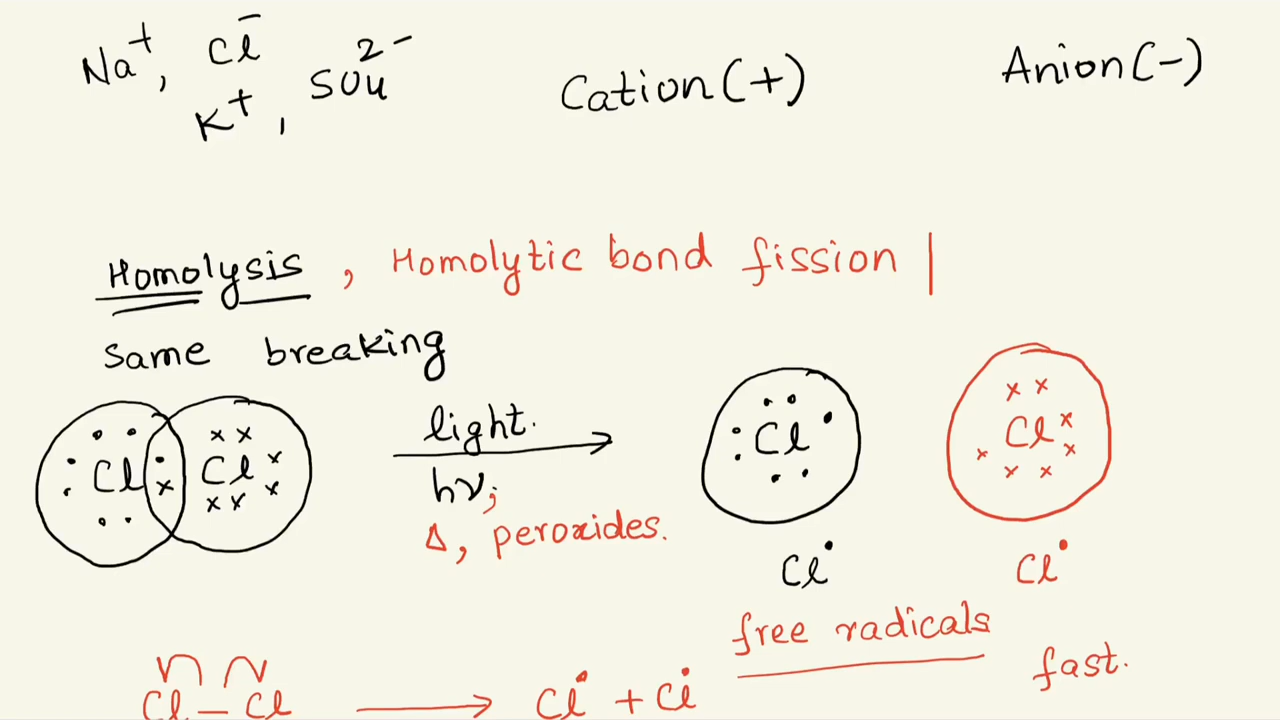 Na⁺, Cl⁻ Cation(+) Anion(-)
K⁺, SO₄²⁻
Homolysis, Homolytic bond fission |
Same breaking
Cl Cl light. Cl Cl
hν;
Δ, peroxides.
Cl• Cl•
free radicals
fast.
Cl – Cl → Cl• + Cl•